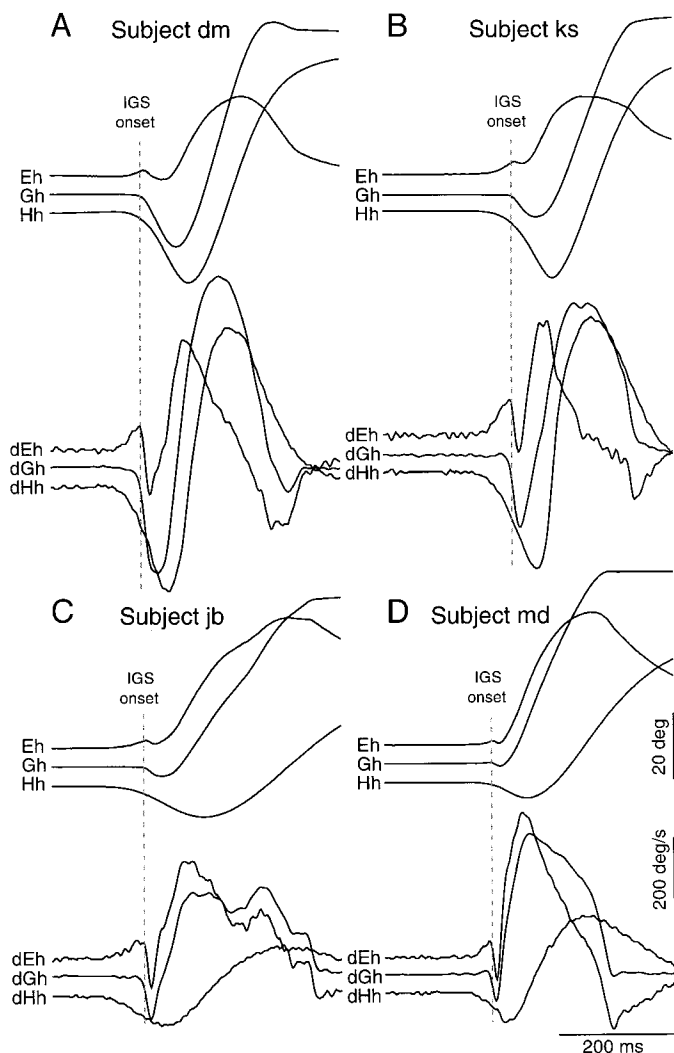 A Subject dm
IGS
onset
Eh
Gh
Hh
dEh
dGh
dHh
B Subject ks
IGS
onset
Eh
Gh
Hh
dEh
dGh
dHh
C Subject jb
IGS
onset
Eh
Gh
Hh
dEh
dGh
dHh
D Subject md
IGS
onset
Eh
Gh
Hh
20 deg
dEh
dGh
dHh
200 deg/s
200 ms